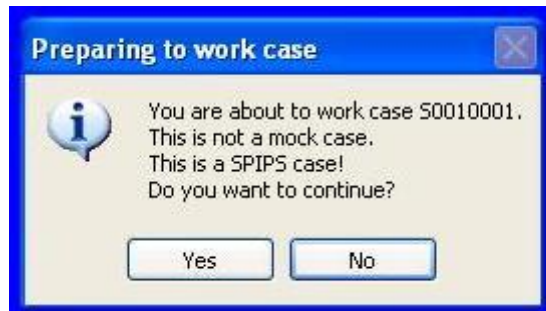 Preparing to work case
You are about to work case S0010001.
This is not a mock case.
This is a SPIPS case!
Do you want to continue?
Yes No